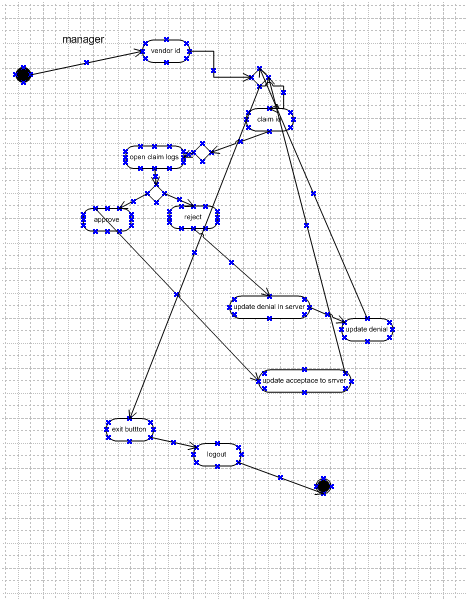 manager
vendor id
claim id
open claim logs
approve
reject
update denial in server
update denial
update acceptace to srrver
exit buttton
logout